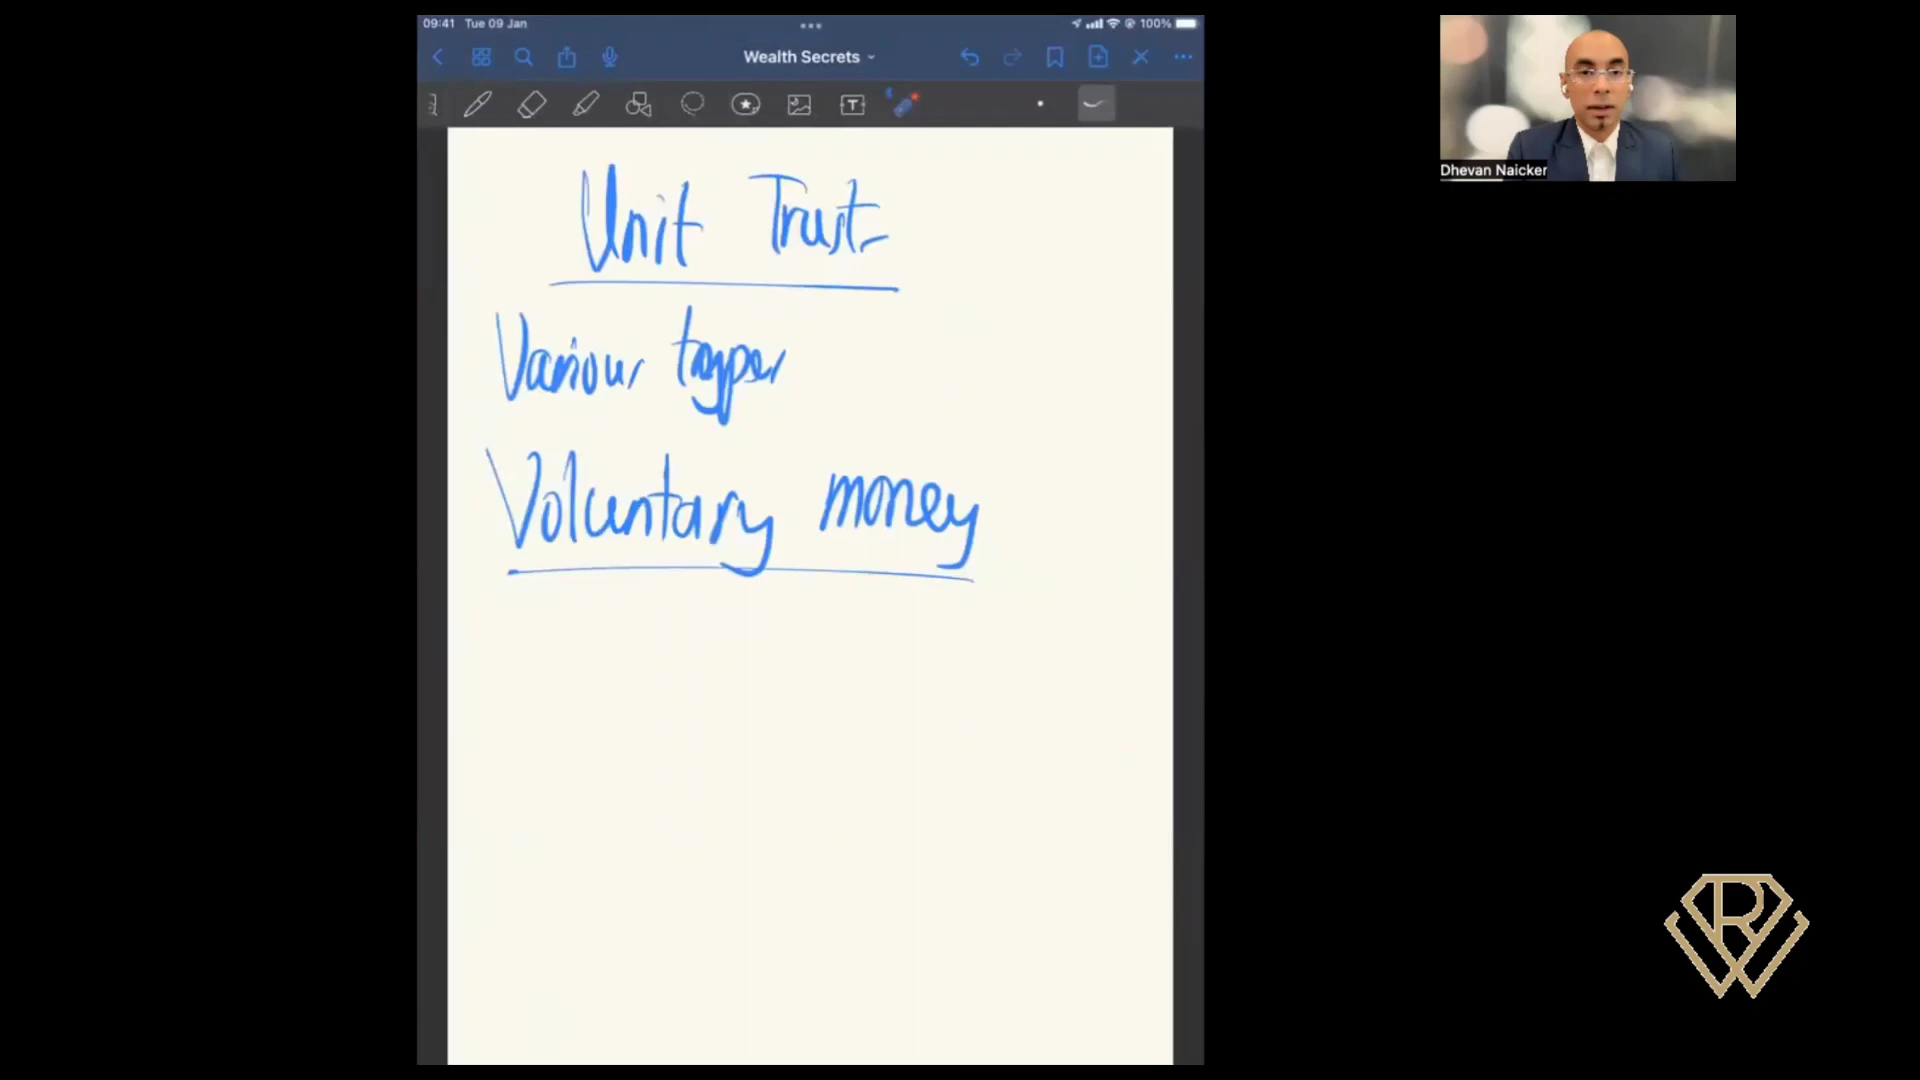 09:41 Tue 09 Jan
100%
Wealth Secrets
Unit Trust
Various types
Voluntary money
Dhevan Naicker